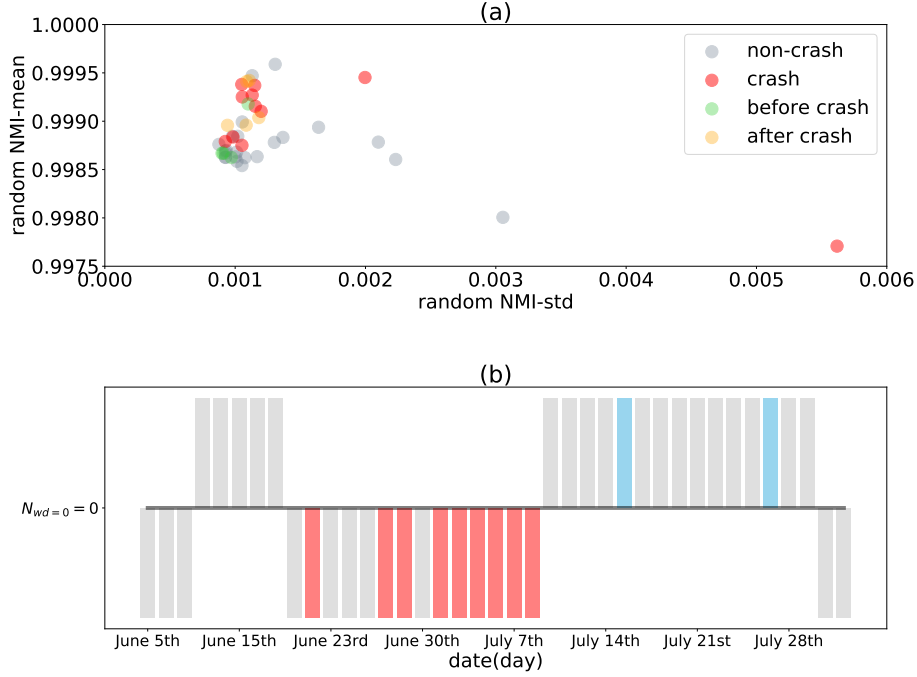 (a)
random NMI-mean
1.0000
0.9995
0.9990
0.9985
0.9980
0.9975
0.000
0.001
0.002
0.003
0.004
0.005
0.006
random NMI-std
non-crash
crash
before crash
after crash
(b)
N_{wd=0} = 0
June 5th
June 15th
June 23rd
June 30th
July 7th
July 14th
July 21st
July 28th
date(day)